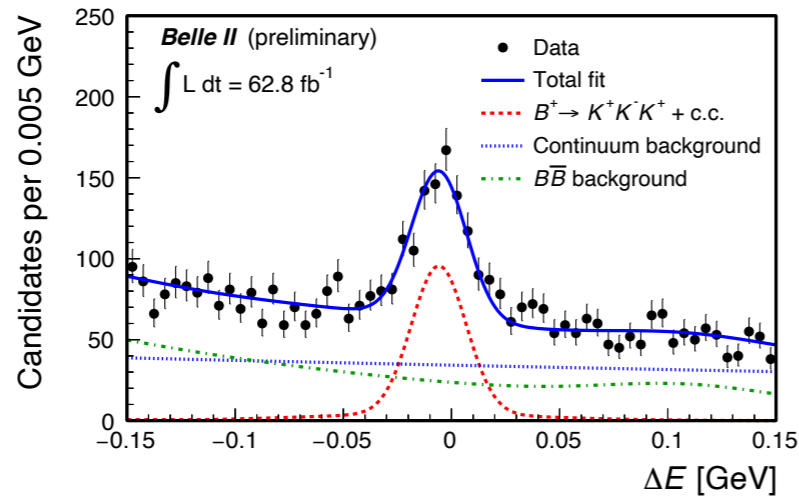 Belle II (preliminary)
∫ L dt = 62.8 fb⁻¹
Data
Total fit
B⁺→ K⁺K⁻K⁺ + c.c.
Continuum background
BB̅ background
Candidates per 0.005 GeV
250
200
150
100
50
0
−0.15
−0.1
−0.05
0
0.05
0.1
0.15
ΔE [GeV]